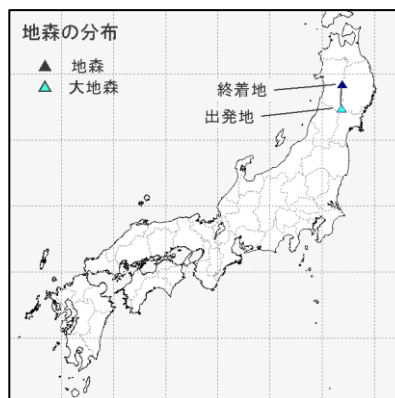 地森の分布
地森
大地森
終着地
出発地